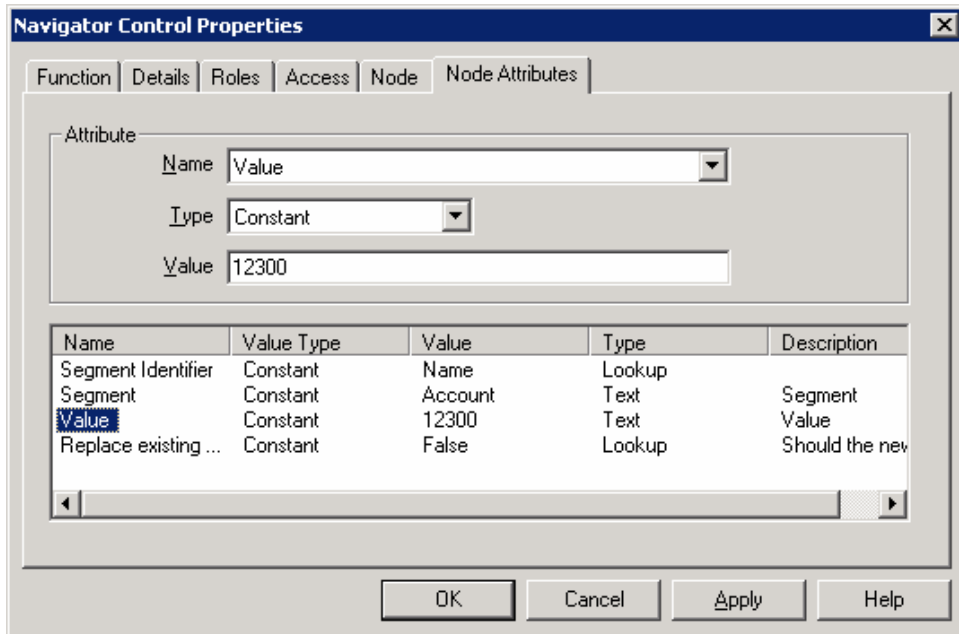 Navigator Control Properties
Function Details Roles Access Node Node Attributes
Attribute
Name Value
Type Constant
Value 12300
Name Value Type Value Type Description
Segment Identifier Constant Name Lookup
Segment Constant Account Text Segment
Value Constant 12300 Text Value
Replace existing ... Constant False Lookup Should the new
OK Cancel Apply Help